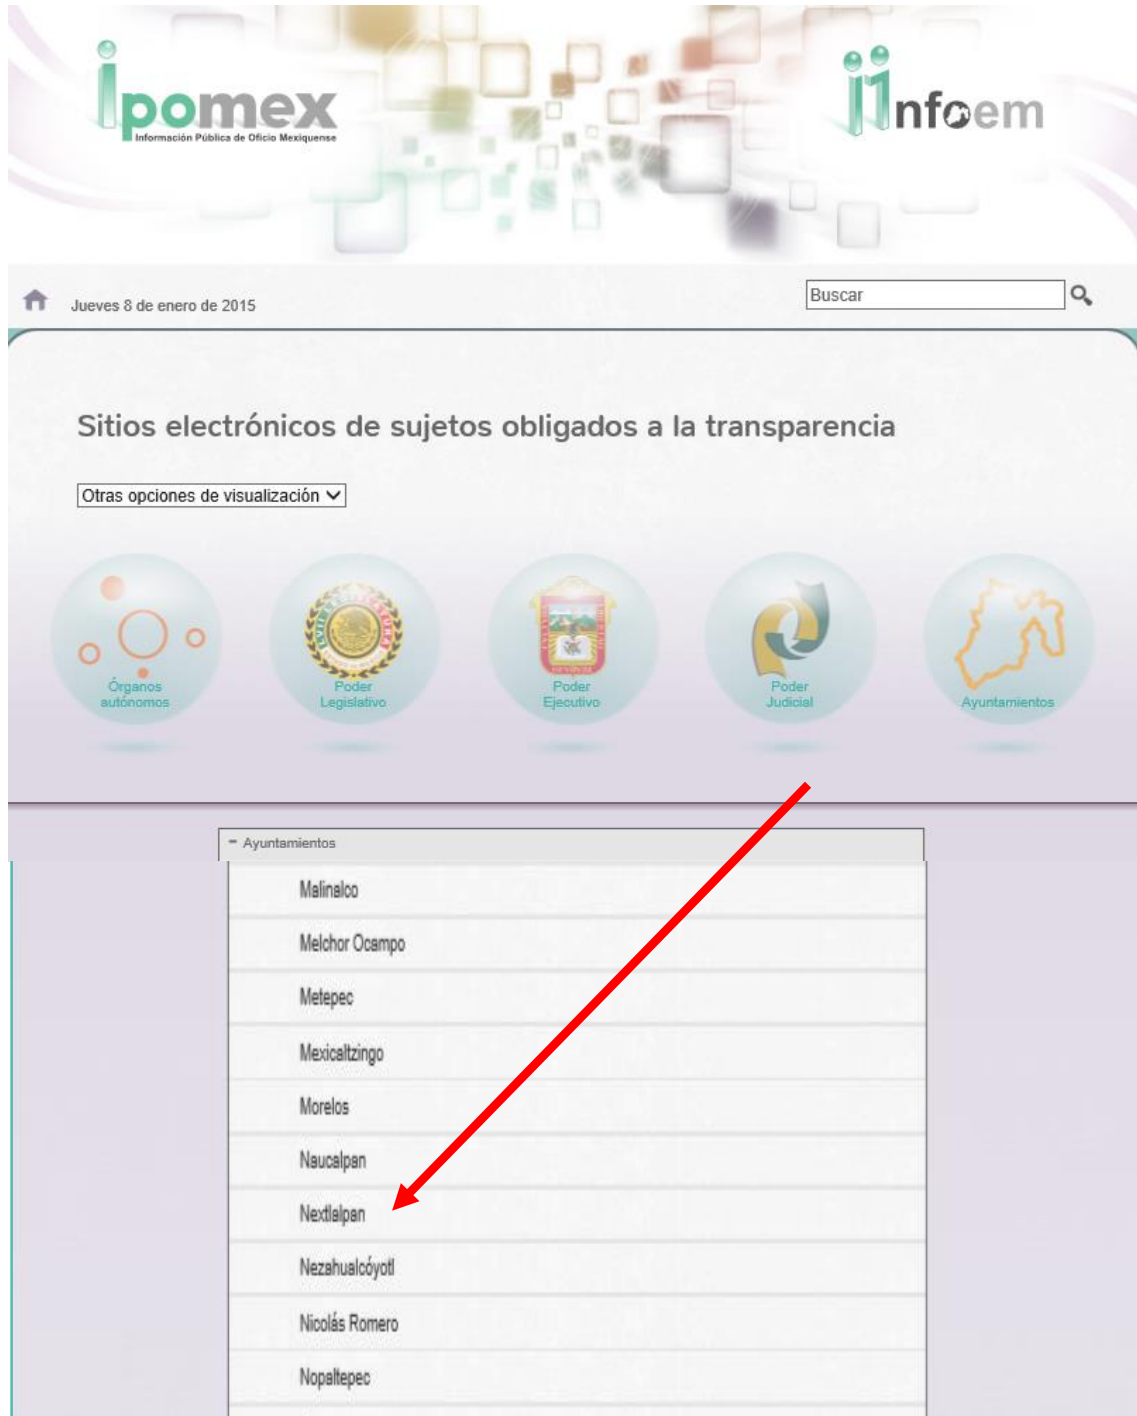 ipomex
Información Pública de Oficio Mexiquense
infoem
Jueves 8 de enero de 2015
Buscar
Sitios electrónicos de sujetos obligados a la transparencia
Otras opciones de visualización
Órganos
autónomos
Poder
Legislativo
Poder
Ejecutivo
Poder
Judicial
Ayuntamientos
- Ayuntamientos
Malinalco
Melchor Ocampo
Metepec
Mexicaltzingo
Morelos
Naucalpan
Nextlalpan
Nezahualcóyotl
Nicolás Romero
Nopaltepec